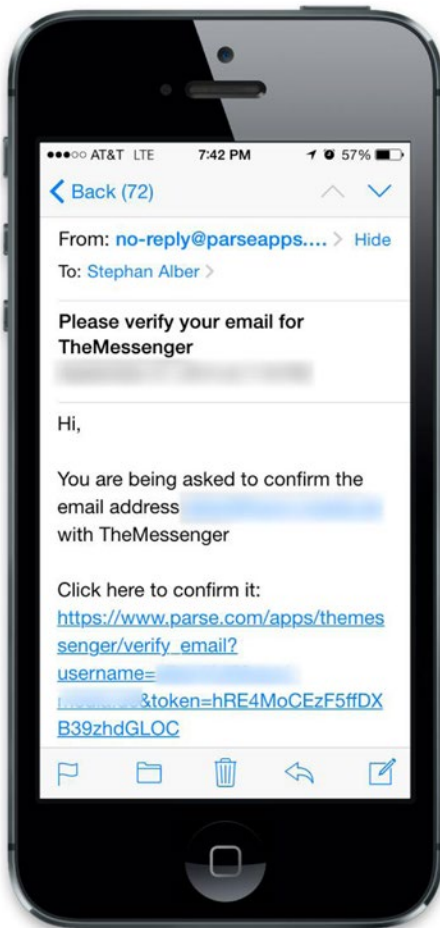 AT&T LTE 7:42 PM 57%
Back (72)
From: no-reply@parseapps.... > Hide
To: Stephan Alber >
Please verify your email for
TheMessenger
Hi,
You are being asked to confirm the
email address
with TheMessenger
Click here to confirm it:
https://www.parse.com/apps/themes
senger/verify_email?
username=
&token=hRE4MoCEzF5ffDX
B39zhdGLOC